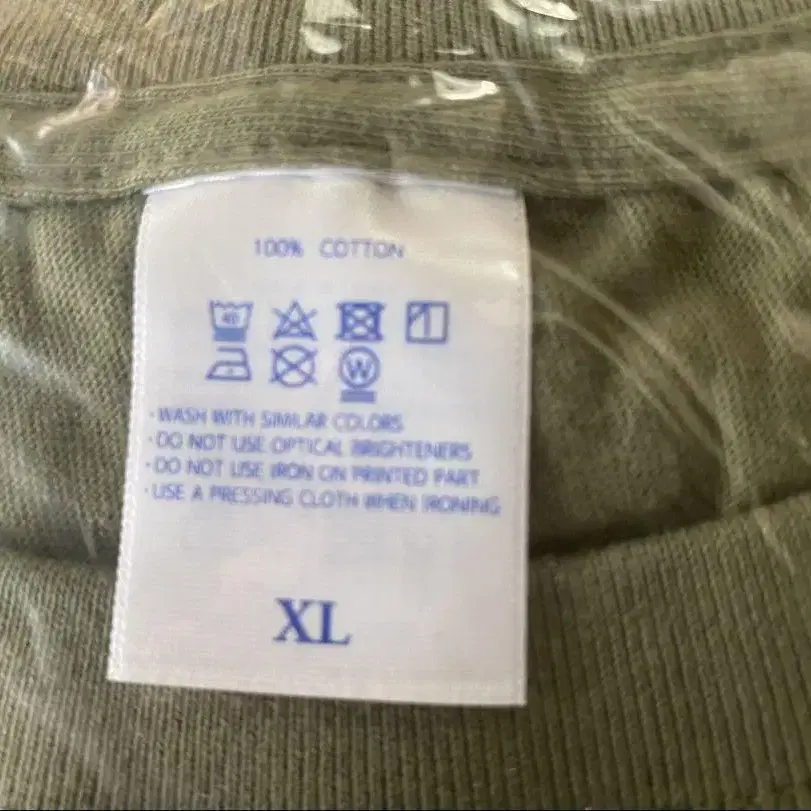 100% COTTON
40
W
· WASH WITH SIMILAR COLORS
· DO NOT USE OPTICAL BRIGHTENERS
· DO NOT USE IRON ON PRINTED PART
· USE A PRESSING CLOTH WHEN IRONING
XL